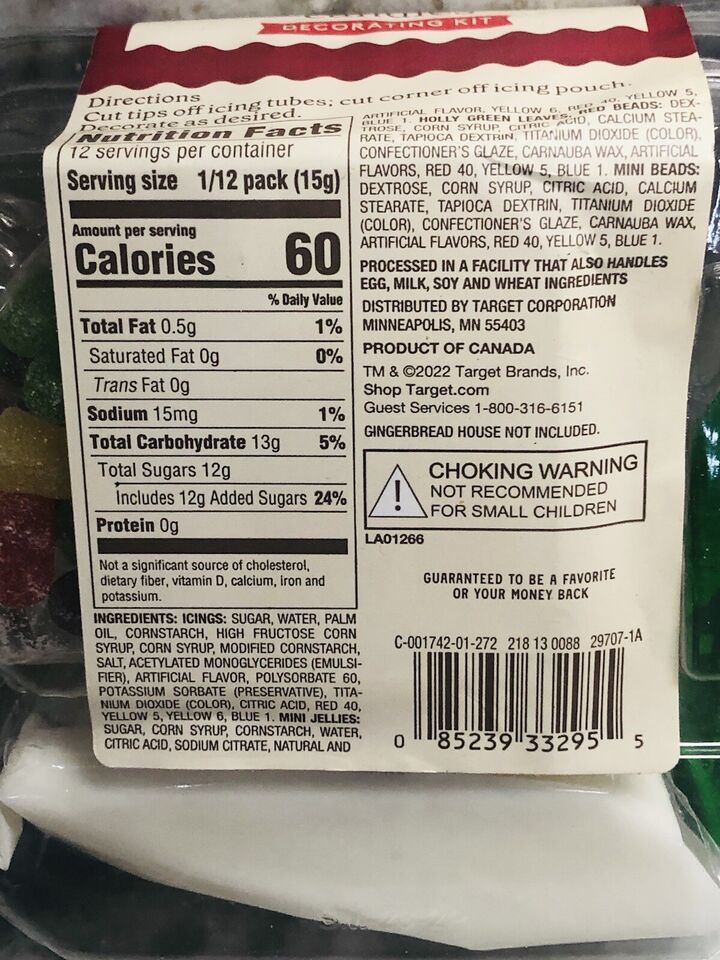 DECORATING KIT
Directions
Cut tips off icing tubes; cut corner off icing pouch.
Decorate as desired.
Nutrition Facts
12 servings per container
Serving size 1/12 pack (15g)
Amount per serving
Calories 60
% Daily Value
Total Fat 0.5g 1%
Saturated Fat 0g 0%
Trans Fat 0g
Sodium 15mg 1%
Total Carbohydrate 13g 5%
Total Sugars 12g
Includes 12g Added Sugars 24%
Protein 0g
Not a significant source of cholesterol,
dietary fiber, vitamin D, calcium, Iron and
potassium.
INGREDIENTS: ICINGS: SUGAR, WATER, PALM
OIL, CORNSTARCH, HIGH FRUCTOSE CORN
SYRUP, CORN SYRUP, MODIFIED CORNSTARCH,
SALT, ACETYLATED MONOGLYCERIDES (EMULSI-
FIER), ARTIFICIAL FLAVOR, POLYSORBATE 60,
POTASSIUM SORBATE (PRESERVATIVE), TITA-
NIUM DIOXIDE (COLOR), CITRIC ACID, RED 40,
YELLOW 5, YELLOW 6, BLUE 1. MINI JELLIES:
SUGAR, CORN SYRUP, CORNSTARCH, WATER,
CITRIC ACID, SODIUM CITRATE, NATURAL AND
ARTIFICIAL FLAVOR, YELLOW 6, RED 40, YELLOW 5,
BLUE 1. HOLLY GREEN LEAVES RED BEADS: DEX-
TROSE, CORN SYRUP, CITRIC ACID, CALCIUM STEA-
RATE, TAPIOCA DEXTRIN, TITANIUM DIOXIDE (COLOR),
CONFECTIONER'S GLAZE, CARNAUBA WAX, ARTIFICIAL
FLAVORS, RED 40, YELLOW 5, BLUE 1. MINI BEADS:
DEXTROSE, CORN SYRUP, CITRIC ACID, CALCIUM
STEARATE, TAPIOCA DEXTRIN, TITANIUM DIOXIDE
(COLOR), CONFECTIONER'S GLAZE, CARNAUBA WAX,
ARTIFICIAL FLAVORS, RED 40, YELLOW 5, BLUE 1.
PROCESSED IN A FACILITY THAT ALSO HANDLES
EGG, MILK, SOY AND WHEAT INGREDIENTS
DISTRIBUTED BY TARGET CORPORATION
MINNEAPOLIS, MN 55403
PRODUCT OF CANADA
TM & ©2022 Target Brands, Inc.
Shop Target.com
Guest Services 1-800-316-6151
GINGERBREAD HOUSE NOT INCLUDED.
! CHOKING WARNING
NOT RECOMMENDED
FOR SMALL CHILDREN
LA01266
GUARANTEED TO BE A FAVORITE
OR YOUR MONEY BACK
C-001742-01-272 218 13 0088 29707-1A
0 85239 33295 5